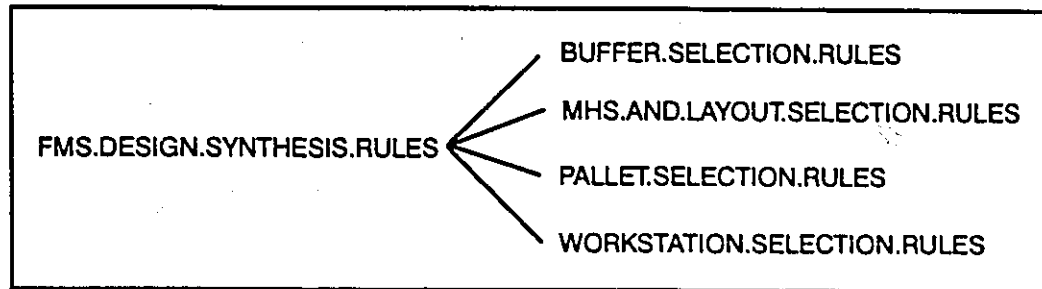 BUFFER.SELECTION.RULES
MHS.AND.LAYOUT.SELECTION.RULES
FMS.DESIGN.SYNTHESIS.RULES
PALLET.SELECTION.RULES
WORKSTATION.SELECTION.RULES